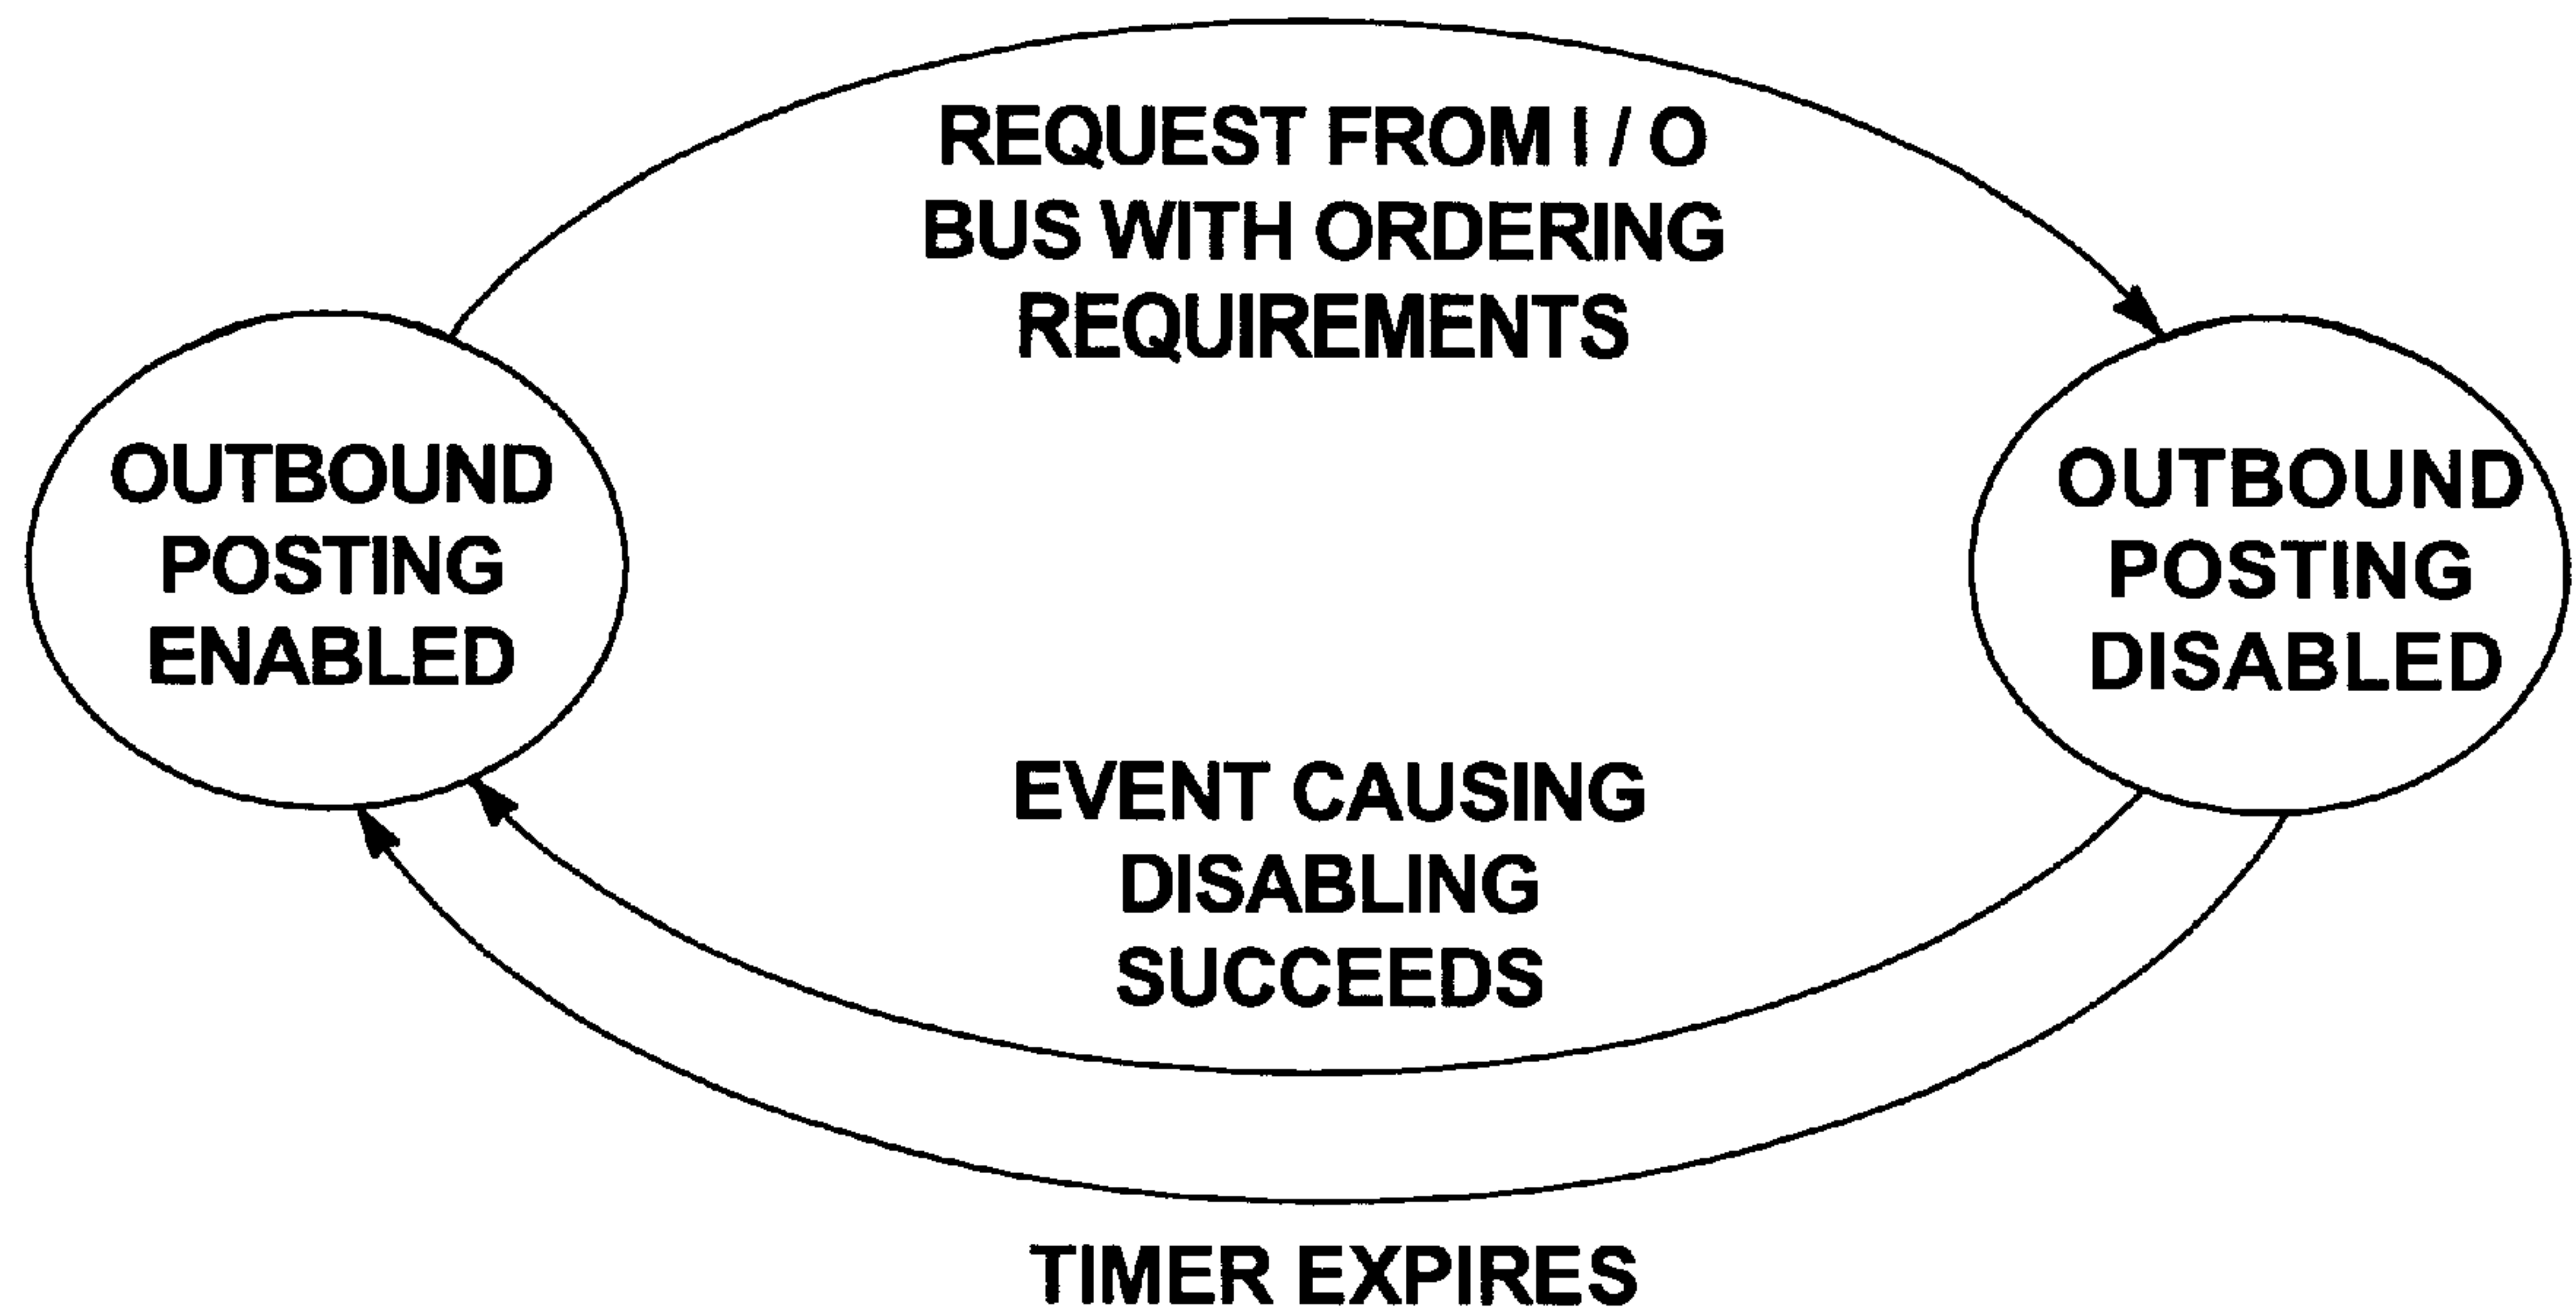 REQUEST FROM I / O
BUS WITH ORDERING
REQUIREMENTS
OUTBOUND
POSTING
ENABLED
OUTBOUND
POSTING
DISABLED
EVENT CAUSING
DISABLING
SUCCEEDS
TIMER EXPIRES